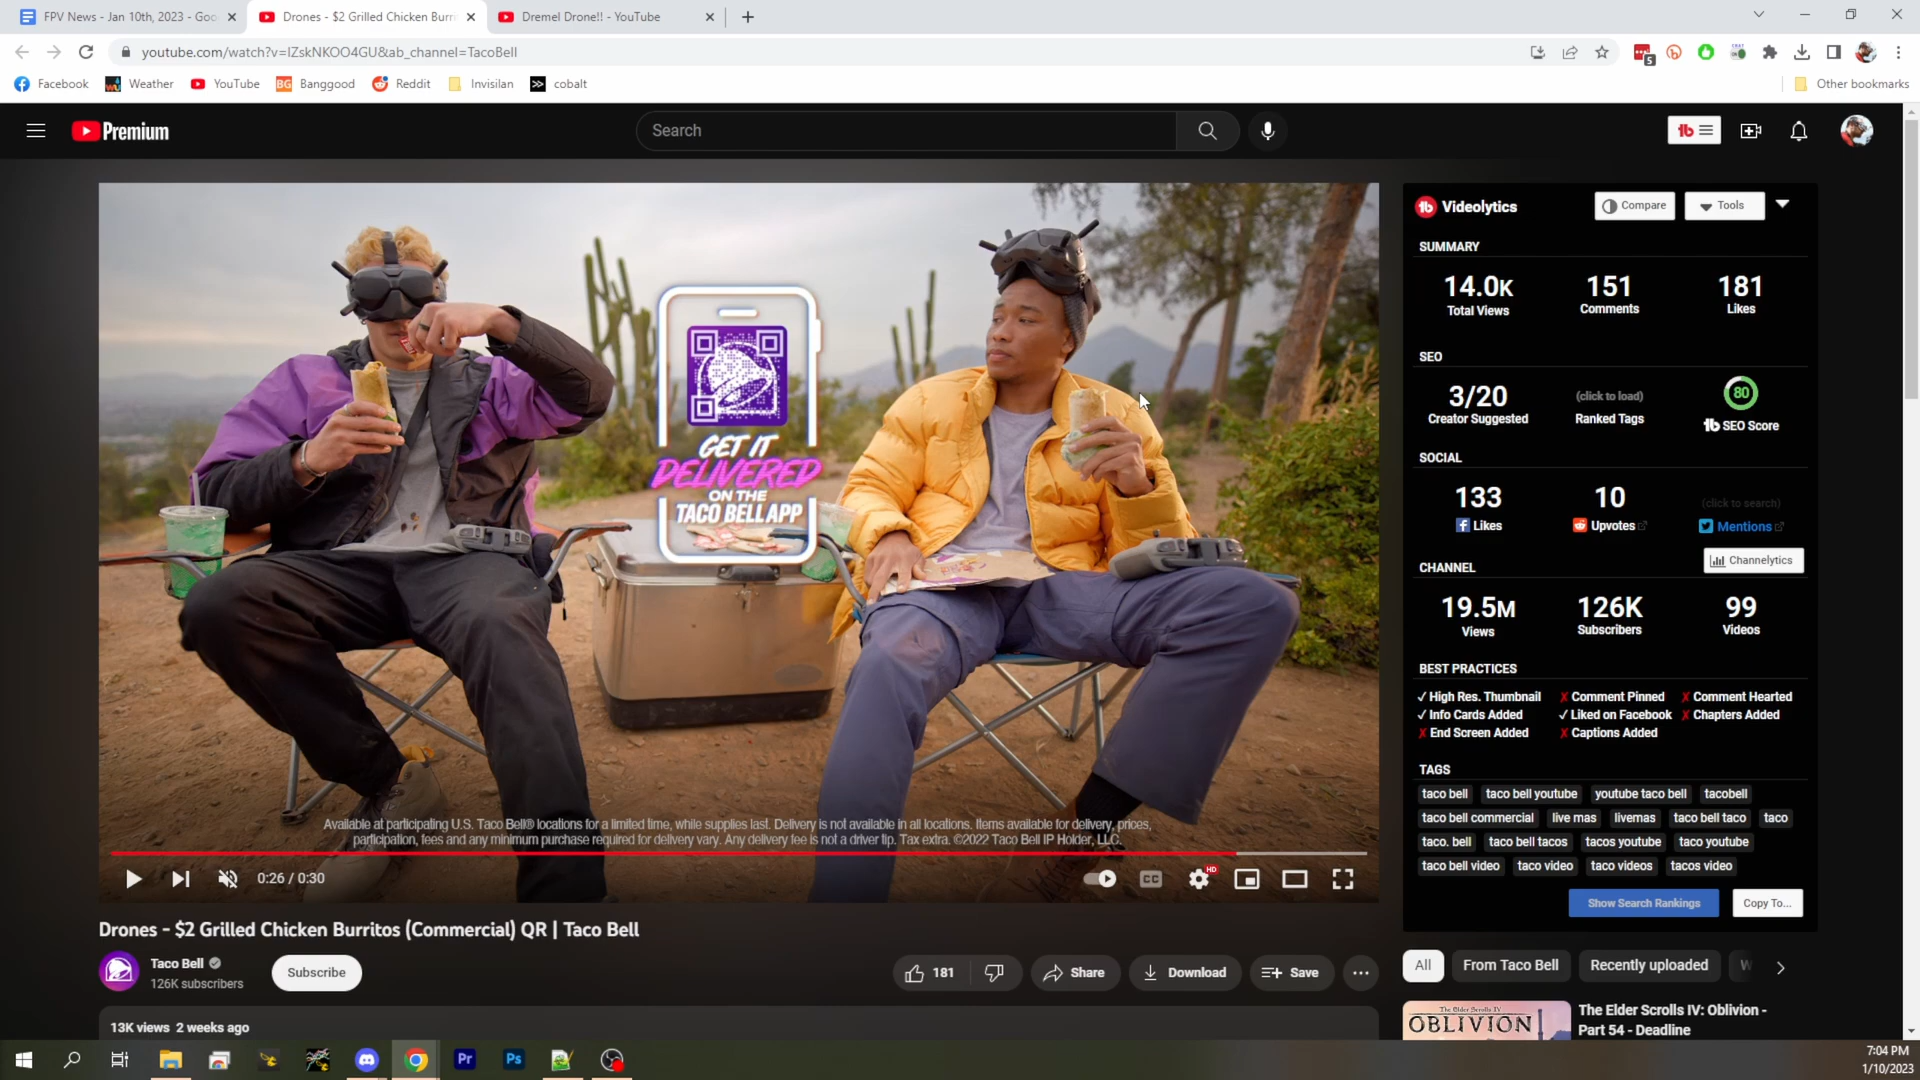 FPV News - Jan 10th, 2023 - Goo
Drones - $2 Grilled Chicken Burri
Dremel Drone!! - YouTube
youtube.com/watch?v=IZskNKOO4GU&ab_channel=TacoBell
5
Facebook
Weather
YouTube
BG Banggood
Reddit
Invisilan
cobalt
Other bookmarks
Premium
Search
GET IT
DELIVERED
ON THE
TACO BELL APP
Available at participating U.S. Taco Bell® locations for a limited time, while supplies last. Delivery is not available in all locations. Items available for delivery, prices,
participation, fees and any minimum purchase required for delivery vary. Any delivery fee is not a driver tip. Tax extra. ©2022 Taco Bell IP Holder, LLC.
0:26 / 0:30
CC
HD
Drones - $2 Grilled Chicken Burritos (Commercial) QR | Taco Bell
Taco Bell
126K subscribers
Subscribe
181
Share
Download
Save
13K views 2 weeks ago
Videolytics
Compare
Tools
SUMMARY
14.0K 151 181
Total Views Comments Likes
SEO
3/20 (click to load) 80
Creator Suggested Ranked Tags SEO Score
SOCIAL
133 10 (click to search)
Likes Upvotes Mentions
CHANNEL Channelytics
19.5M 126K 99
Views Subscribers Videos
BEST PRACTICES
✓ High Res. Thumbnail ✗ Comment Pinned ✗ Comment Hearted
✓ Info Cards Added ✓ Liked on Facebook ✗ Chapters Added
✗ End Screen Added ✗ Captions Added
TAGS
taco bell taco bell youtube youtube taco bell tacobell
taco bell commercial live mas livemas taco bell taco taco
taco. bell taco bell tacos tacos youtube taco youtube
taco bell video taco video taco videos tacos video
Show Search Rankings
Copy To...
All
From Taco Bell
Recently uploaded
W
The Elder Scrolls IV
OBLIVION
The Elder Scrolls IV: Oblivion -
Part 54 - Deadline
Pr
Ps
7:04 PM
1/10/2023